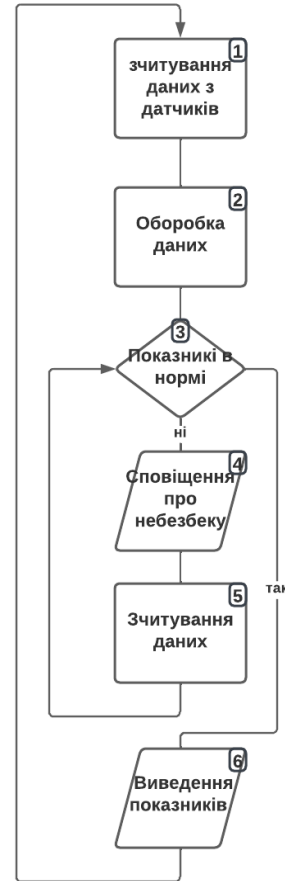 1
зчитування
даних з
датчиків
2
Оборобка
даних
3
Показникі в
нормі
ні
4
Сповіщення
про
небезбеку
5
Зчитування
даних
так
6
Виведення
показників